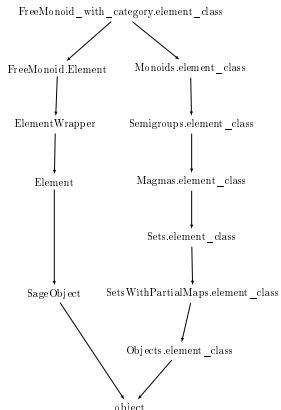 FreeMonoid_with_category.element_class
FreeMonoid.Element
Monoids.element_class
ElementWrapper
Semigroups.element_class
Element
Magmas.element_class
Sets.element_class
SageObject
SetsWithPartialMaps.element_class
Objects.element_class
object